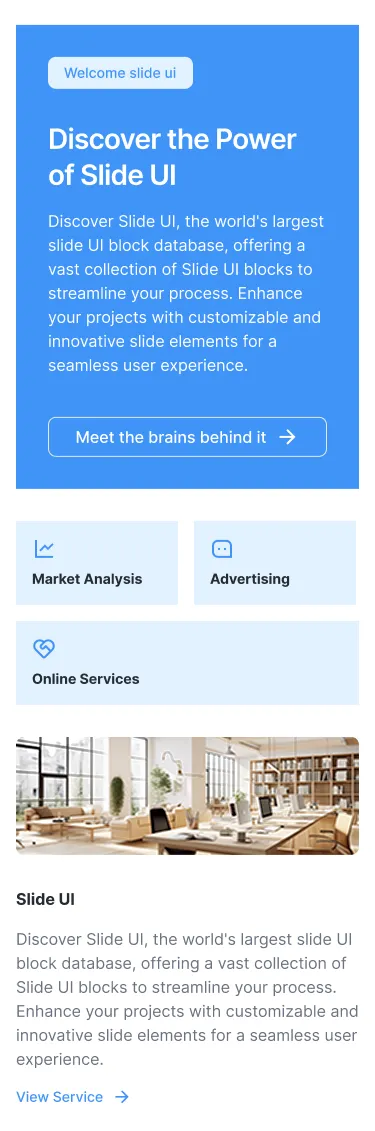 Welcome slide ui
Discover the Power
of Slide UI
Discover Slide UI, the world's largest
slide UI block database, offering a
vast collection of Slide UI blocks to
streamline your process. Enhance
your projects with customizable and
innovative slide elements for a
seamless user experience.
Meet the brains behind it
Market Analysis
Advertising
Online Services
Slide UI
Discover Slide UI, the world's largest slide UI
block database, offering a vast collection of
Slide UI blocks to streamline your process.
Enhance your projects with customizable and
innovative slide elements for a seamless user
experience.
View Service